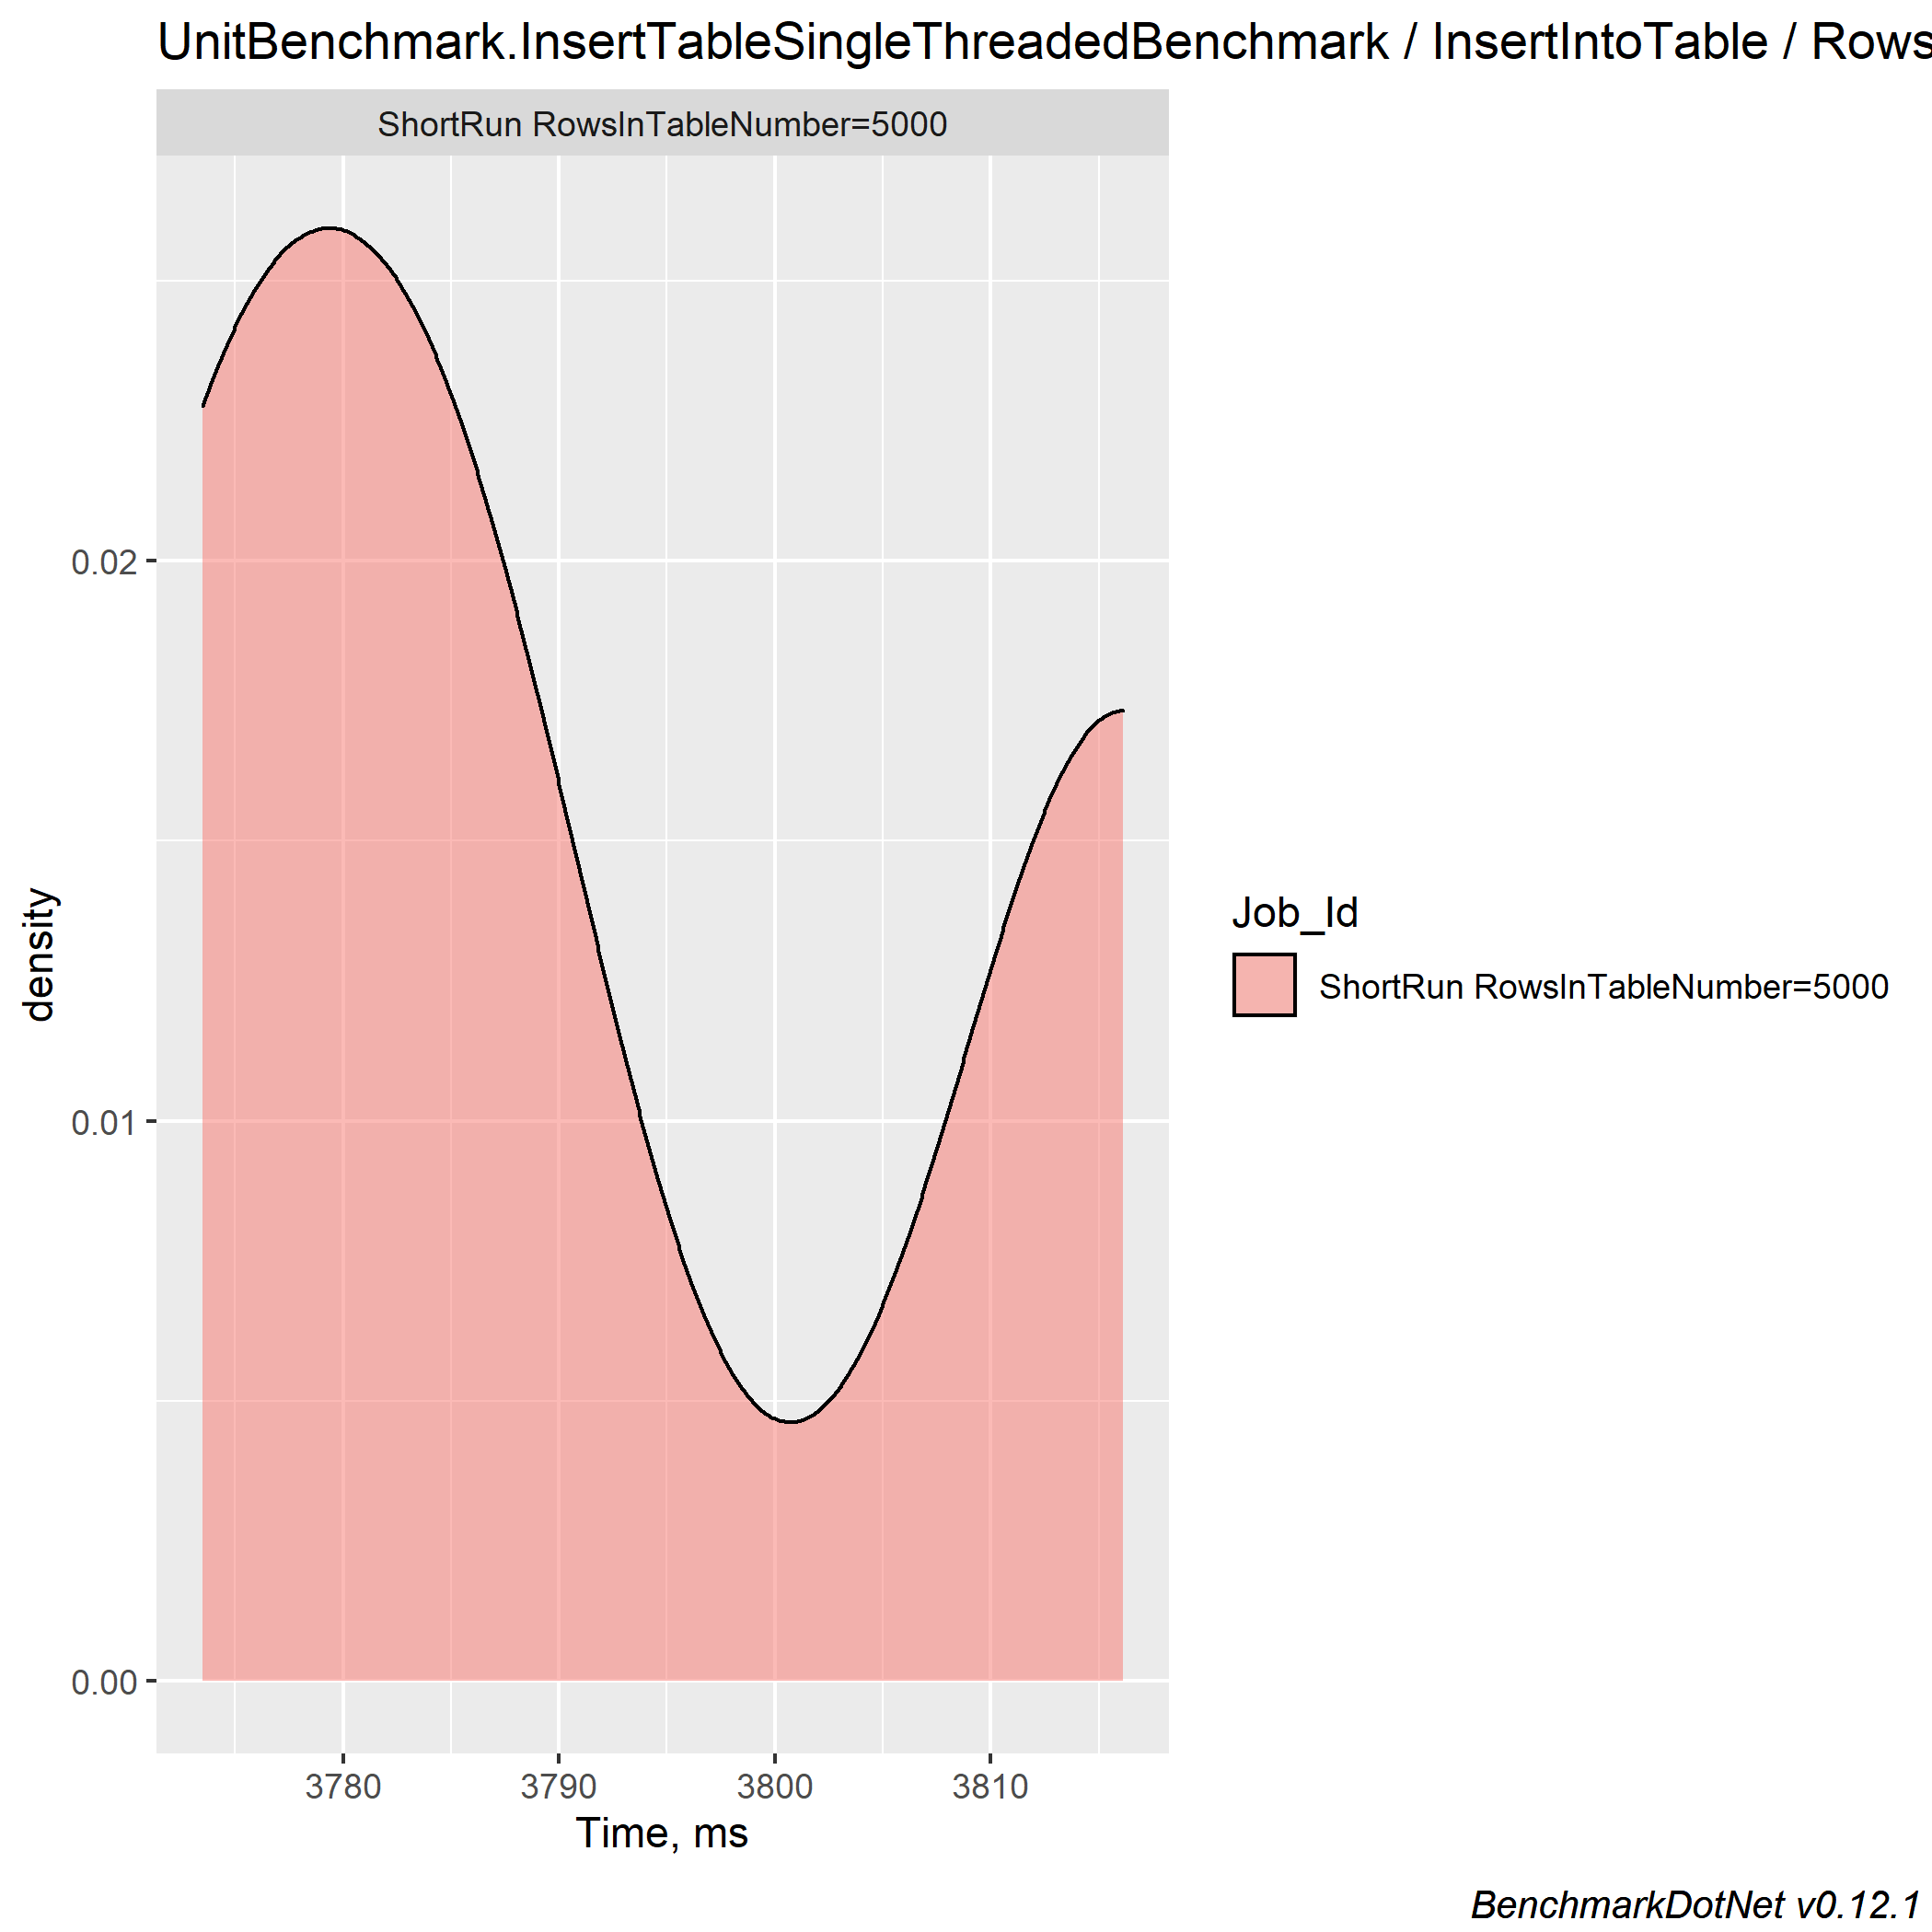 UnitBenchmark.InsertTableSingleThreadedBenchmark / InsertIntoTable / Rows
ShortRun RowsInTableNumber=5000
0.02
0.01
0.00
density
3780 3790 3800 3810
Time, ms
Job_Id
ShortRun RowsInTableNumber=5000
BenchmarkDotNet v0.12.1